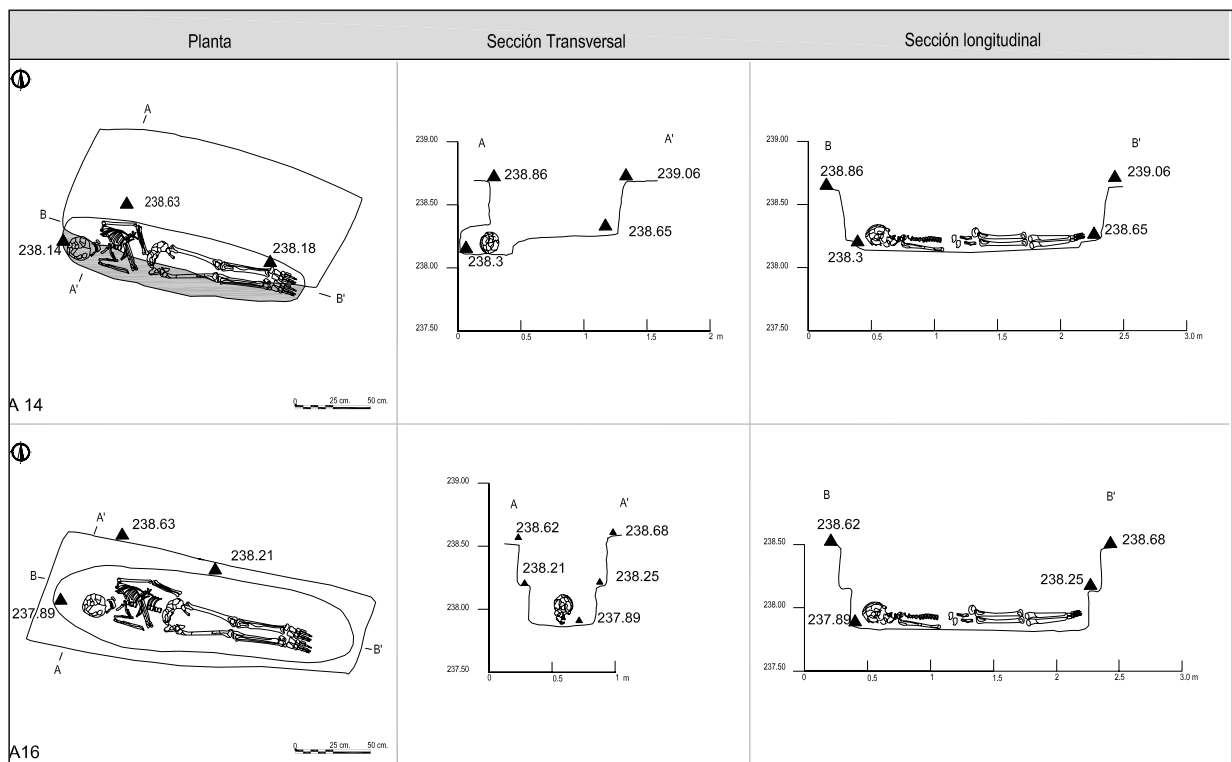 Planta
Sección Transversal
Sección longitudinal
A
238.63
B
238.14
238.18
A'
B'
0 25 cm. 50 cm.
A 14
A A'
239.00
238.86 239.06
238.50
238.65
238.00
238.3
237.50
0 0.5 1 1.5 2 m
B B'
239.00
238.86 239.06
238.50
238.65
238.3
238.00
237.50
0 0.5 1 1.5 2 2.5 3.0 m
A'
238.63
238.21
B
237.89
B'
A
0 25 cm. 50 cm.
A16
239.00
A A'
238.62 238.68
238.50
238.21 238.25
238.00
237.89
237.50
0 0.5 1 m
B B'
238.62 238.68
238.50
238.25
238.00
237.89
237.50
0 0.5 1 1.5 2 2.5 3.0 m